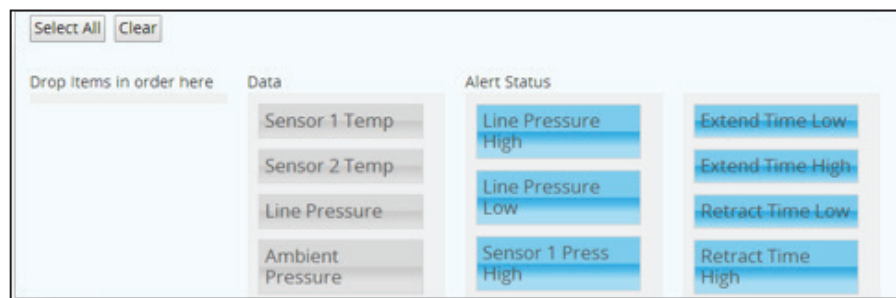 Select All Clear
Drop Items in order here
Data
Alert Status
Sensor 1 Temp
Sensor 2 Temp
Line Pressure
Ambient
Pressure
Line Pressure
High
Line Pressure
Low
Sensor 1 Press
High
Extend Time Low
Extend Time High
Retract Time Low
Retract Time
High